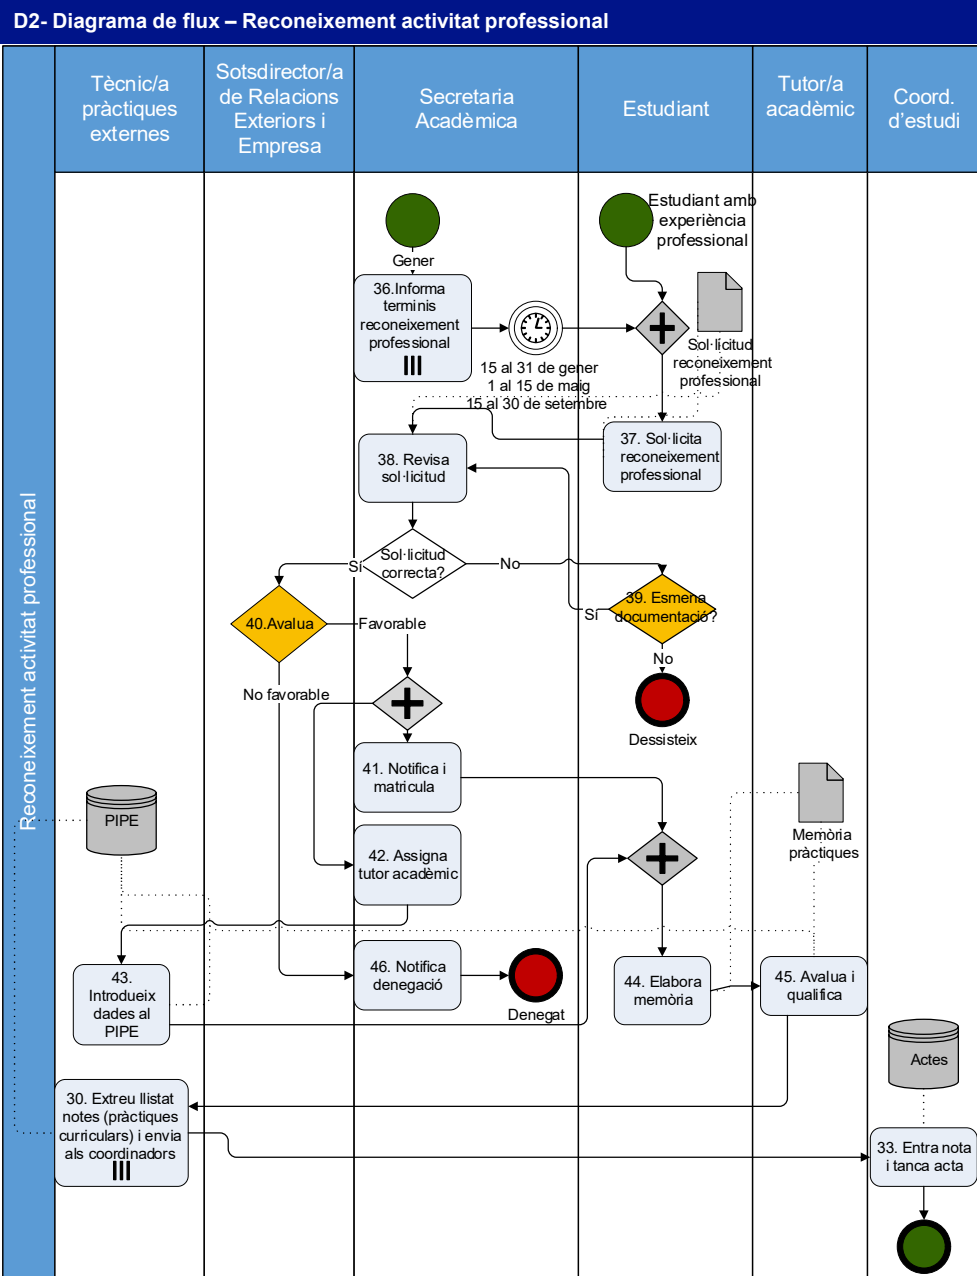 D2- Diagrama de flux – Reconeixement activitat professional
Tècnic/a
pràctiques
externes
Sotsdirector/a
de Relacions
Exteriors i
Empresa
Secretaria
Acadèmica
Estudiant
Tutor/a
acadèmic
Coord.
d'estudi
Reconeixement activitat professional
Gener
Estudiant amb
experiència
professional
36.Informa
terminis
reconeixement
professional
15 al 31 de gener
1 al 15 de maig
15 al 30 de setembre
Sol·licitud
reconeixement
professional
37. Sol·licita
reconeixement
professional
38. Revisa
sol·licitud
Sol·licitud
correcta?
Sí
No
39. Esmena
documentació?
Sí
No
Dessisteix
40.Avalua
Favorable
No favorable
41. Notifica i
matricula
PIPE
Memòria
pràctiques
42. Assigna
tutor acadèmic
43.
Introdueix
dades al
PIPE
46. Notifica
denegació
Denegat
44. Elabora
memòria
45. Avalua i
qualifica
Actes
30. Extreu llistat
notes (pràctiques
curriculars) i envia
als coordinadors
33. Entra nota
i tanca acta